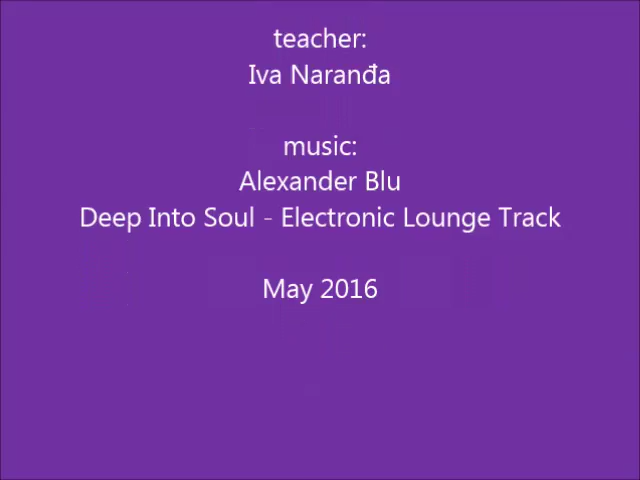 teacher:
Iva Naranđa
music:
Alexander Blu
Deep Into Soul - Electronic Lounge Track
May 2016